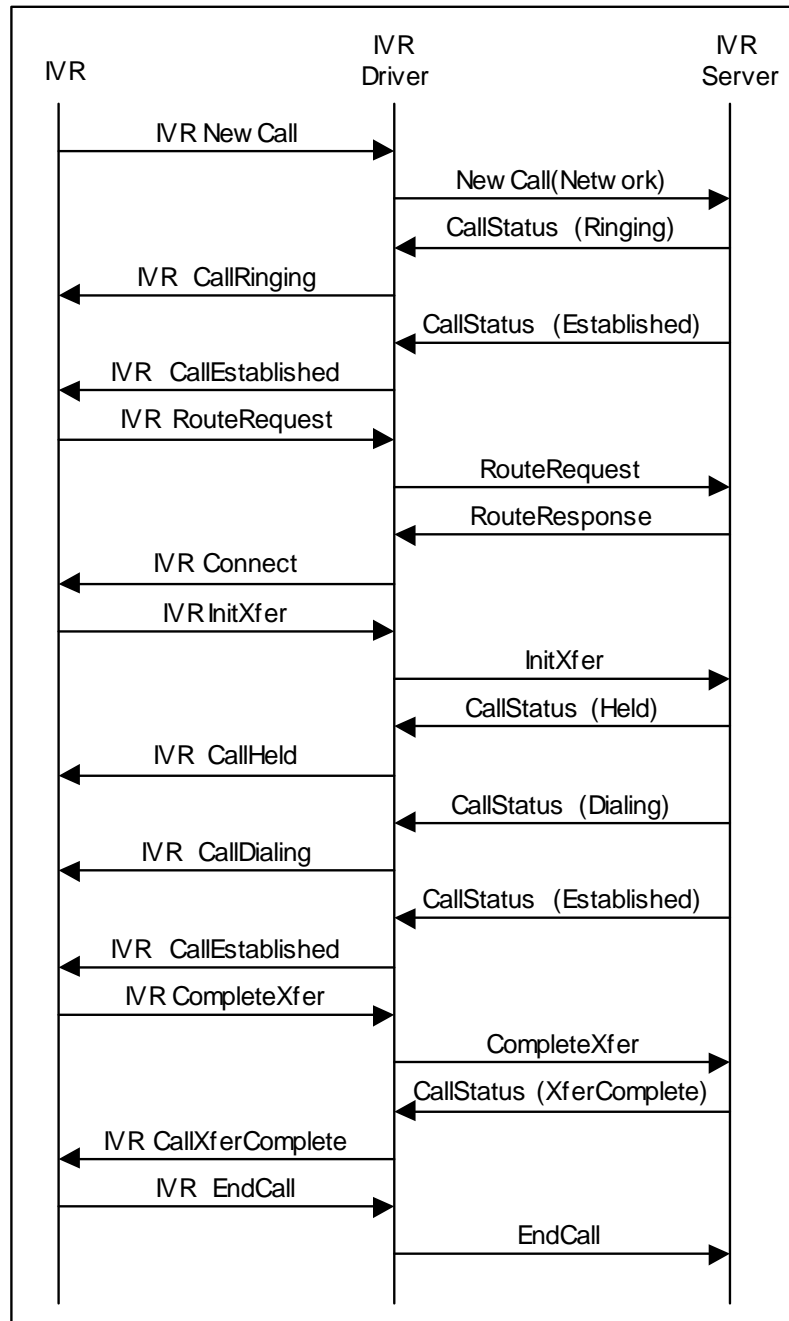 IVR
IVR
Driver
IVR
Server
IVR New Call
New Call(Network)
CallStatus (Ringing)
IVR CallRinging
CallStatus (Established)
IVR CallEstablished
IVR RouteRequest
RouteRequest
RouteResponse
IVR Connect
IVR InitXfer
InitXfer
CallStatus (Held)
IVR CallHeld
CallStatus (Dialing)
IVR CallDialing
CallStatus (Established)
IVR CallEstablished
IVR CompleteXfer
CompleteXfer
CallStatus (XferComplete)
IVR CallXferComplete
IVR EndCall
EndCall